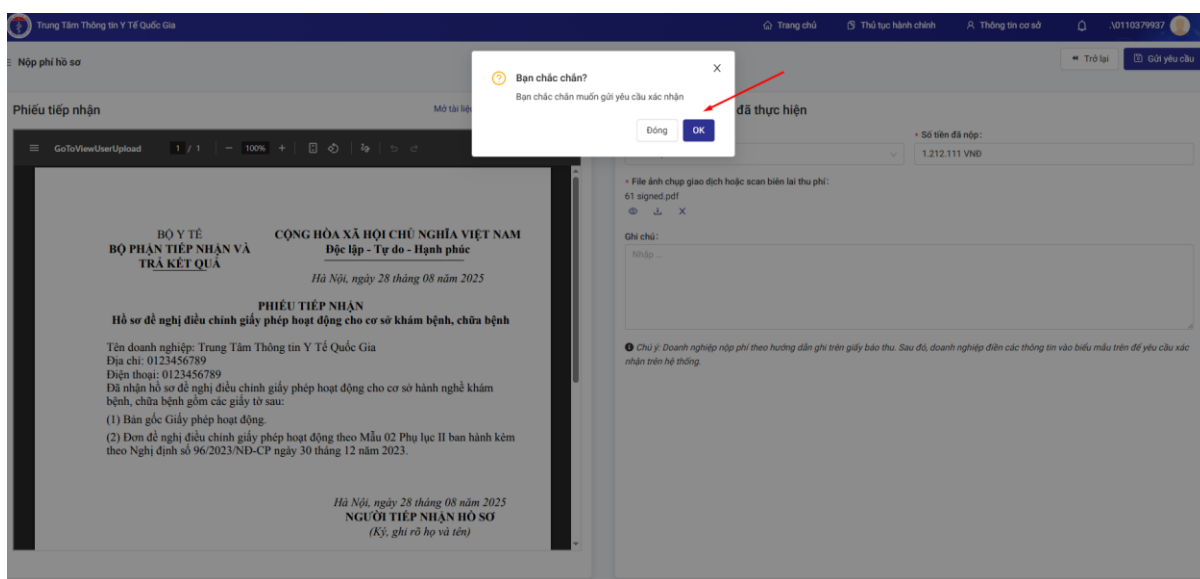 Trung Tâm Thông tin Y Tế Quốc Gia
Trang chủ
Thủ tục hành chính
Thông tin cơ sở
.\0110379937
Nộp phí hồ sơ
Trở lại
Gửi yêu cầu
Bạn chắc chắn?
Bạn chắc chắn muốn gửi yêu cầu xác nhận
Đóng
OK
Phiếu tiếp nhận
Mở tài liệu
đã thực hiện
GoToViewUserUpload
1 / 1
100%
BỘ Y TẾ
BỘ PHẬN TIẾP NHẬN VÀ
TRẢ KẾT QUẢ
CỘNG HÒA XÃ HỘI CHỦ NGHĨA VIỆT NAM
Độc lập - Tự do - Hạnh phúc
Hà Nội, ngày 28 tháng 08 năm 2025
PHIẾU TIẾP NHẬN
Hồ sơ đề nghị điều chỉnh giấy phép hoạt động cho cơ sở khám bệnh, chữa bệnh
Tên doanh nghiệp: Trung Tâm Thông tin Y Tế Quốc Gia
Địa chỉ: 0123456789
Điện thoại: 0123456789
Đã nhận hồ sơ đề nghị điều chỉnh giấy phép hoạt động cho cơ sở hành nghề khám
bệnh, chữa bệnh gồm các giấy tờ sau:
(1) Bản gốc Giấy phép hoạt động.
(2) Đơn đề nghị điều chỉnh giấy phép hoạt động theo Mẫu 02 Phụ lục II ban hành kèm
theo Nghị định số 96/2023/NĐ-CP ngày 30 tháng 12 năm 2023.
Hà Nội, ngày 28 tháng 08 năm 2025
NGƯỜI TIẾP NHẬN HỒ SƠ
(Ký, ghi rõ họ và tên)
* Số tiền đã nộp:
1.212.111 VNĐ
* File ảnh chụp giao dịch hoặc scan biên lai thu phí:
61 signed.pdf
Ghi chú:
Nhập ...
Chú ý: Doanh nghiệp nộp phí theo hướng dẫn ghi trên giấy báo thu. Sau đó, doanh nghiệp điền các thông tin vào biểu mẫu trên để yêu cầu xác
nhận trên hệ thống.